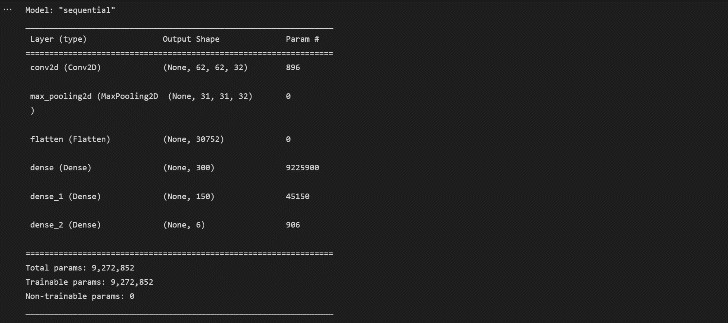 ...
Model: "sequential"
_________________________________________________________________
Layer (type) Output Shape Param #
=================================================================
conv2d (Conv2D) (None, 62, 62, 32) 896
max_pooling2d (MaxPooling2D (None, 31, 31, 32) 0
)
flatten (Flatten) (None, 30752) 0
dense (Dense) (None, 300) 9225900
dense_1 (Dense) (None, 150) 45150
dense_2 (Dense) (None, 6) 906
=================================================================
Total params: 9,272,852
Trainable params: 9,272,852
Non-trainable params: 0
_________________________________________________________________